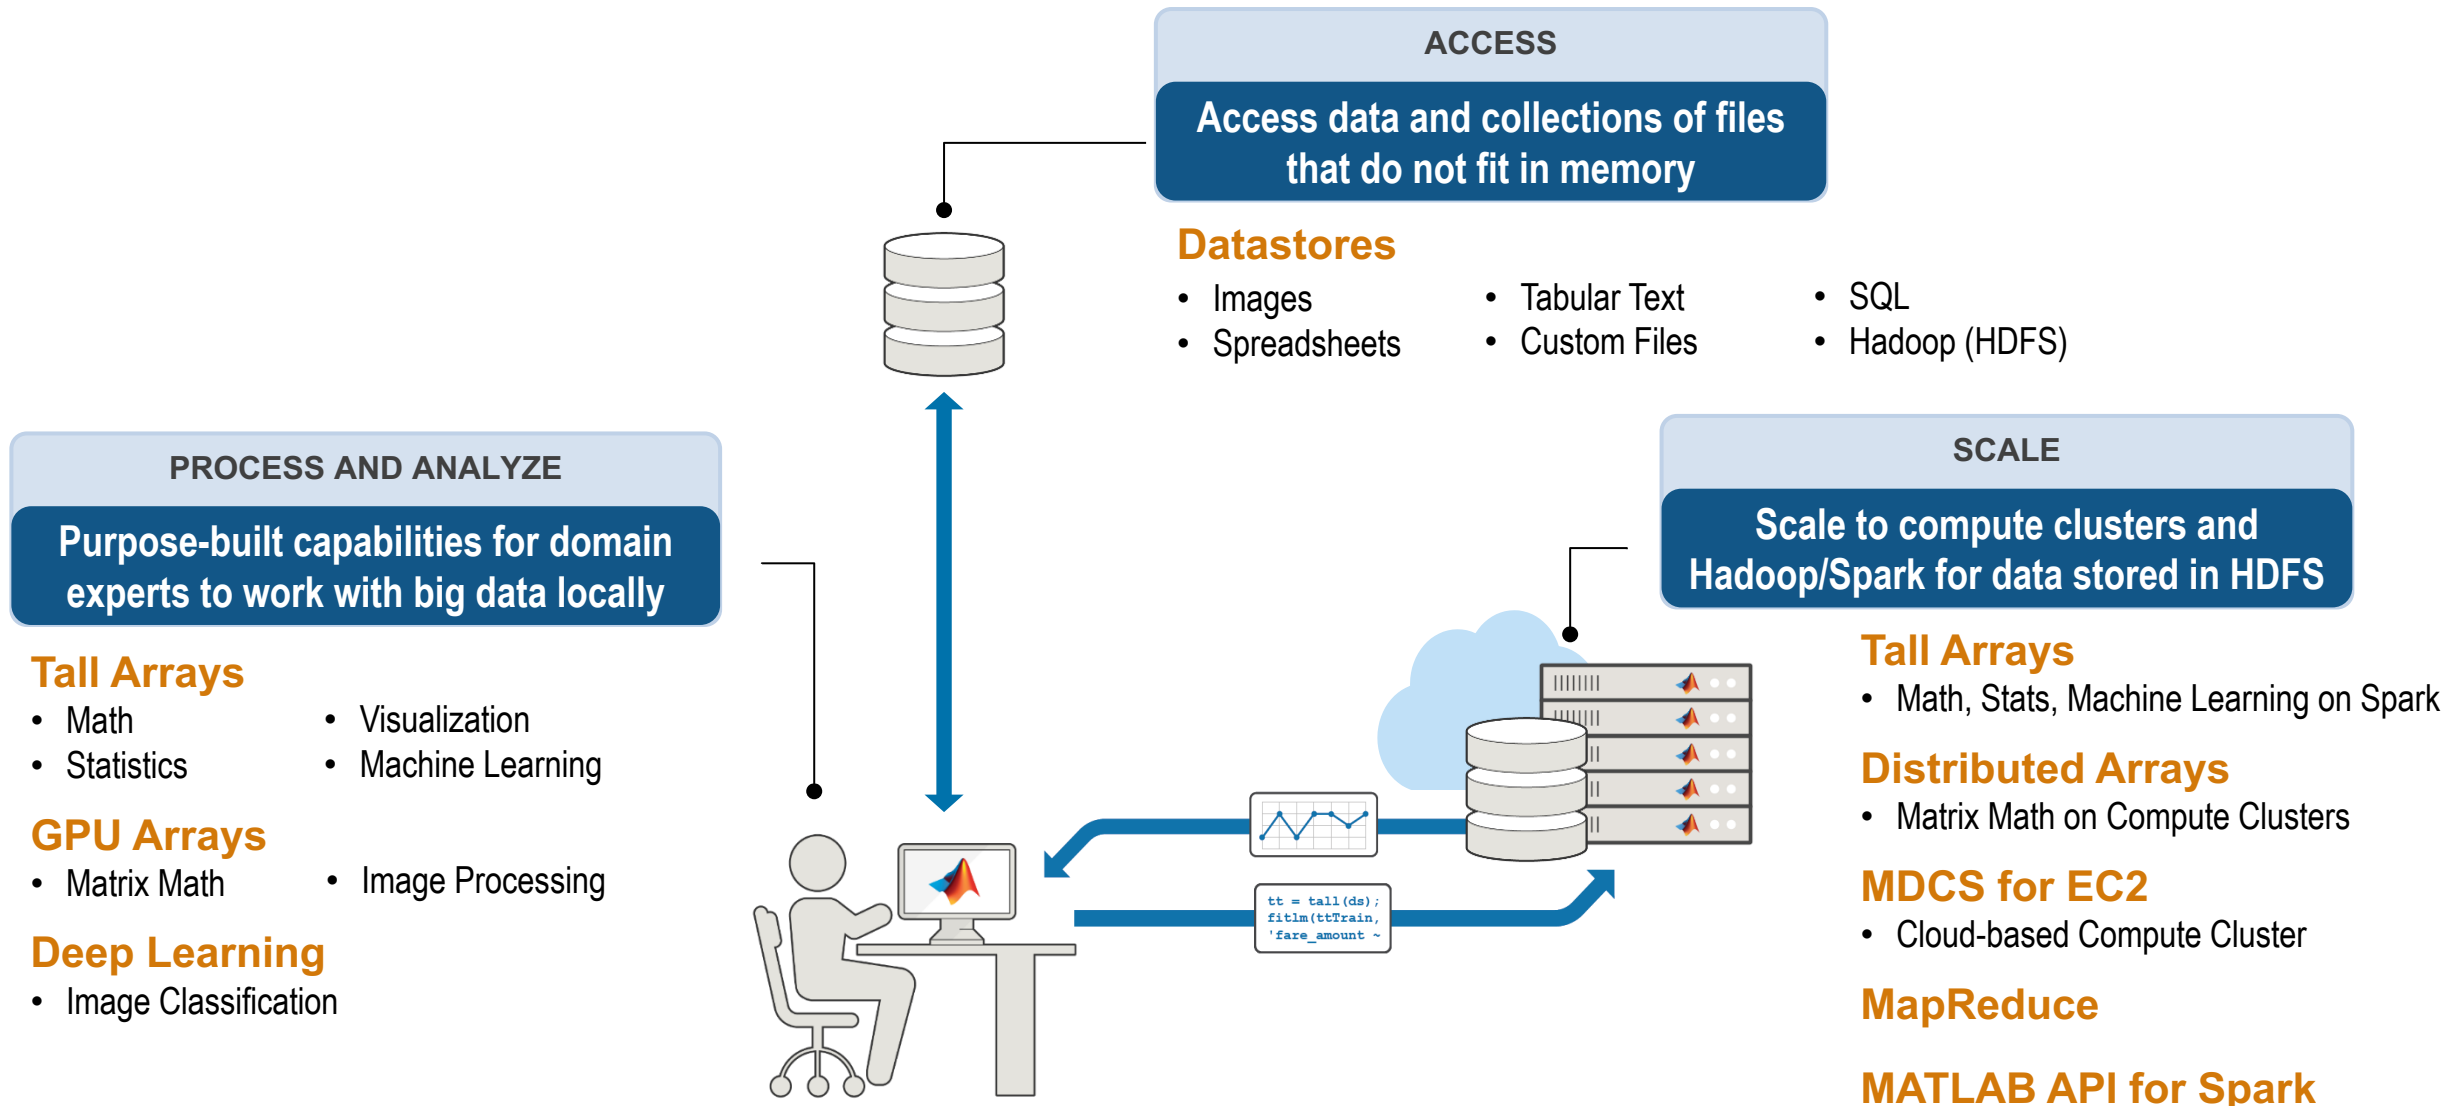 ACCESS
Access data and collections of files
that do not fit in memory
Datastores
• Images
• Spreadsheets
• Tabular Text
• Custom Files
• SQL
• Hadoop (HDFS)
PROCESS AND ANALYZE
Purpose-built capabilities for domain
experts to work with big data locally
Tall Arrays
• Math
• Statistics
• Visualization
• Machine Learning
GPU Arrays
• Matrix Math
• Image Processing
Deep Learning
• Image Classification
tt = tall(ds);
fitlm(ttTrain,
'fare_amount ~
SCALE
Scale to compute clusters and
Hadoop/Spark for data stored in HDFS
Tall Arrays
• Math, Stats, Machine Learning on Spark
Distributed Arrays
• Matrix Math on Compute Clusters
MDCS for EC2
• Cloud-based Compute Cluster
MapReduce
MATLAB API for Spark